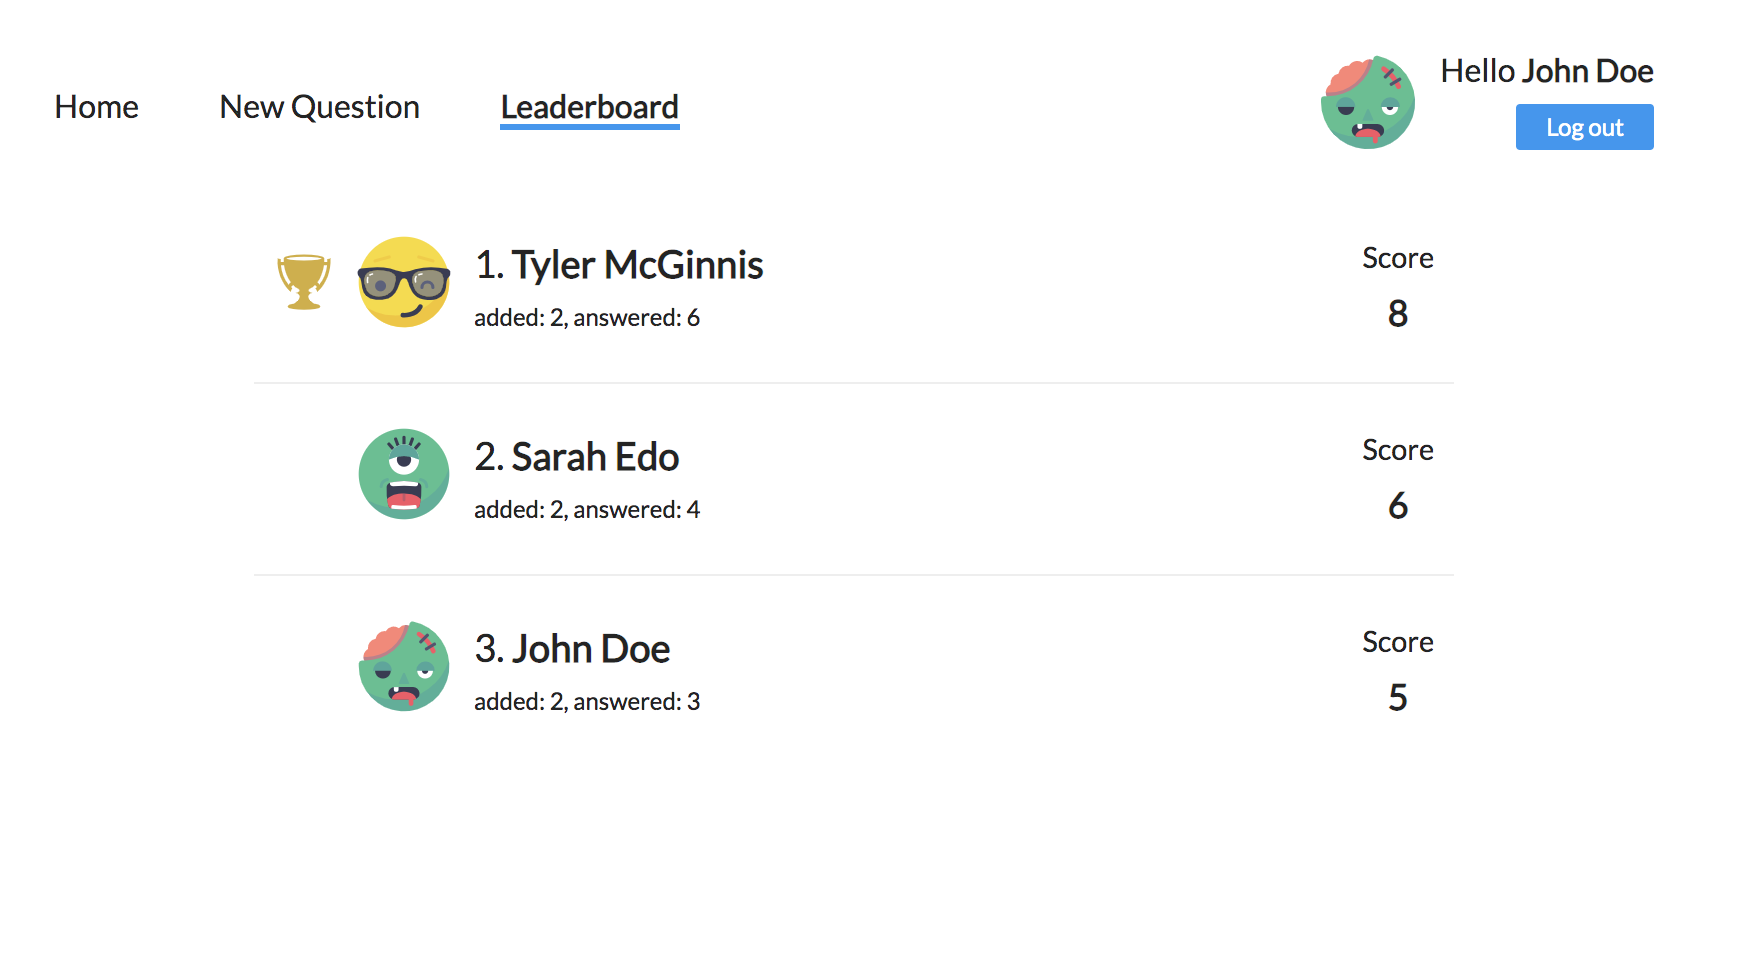 Home New Question Leaderboard
Hello John Doe
Log out
1. Tyler McGinnis
added: 2, answered: 6
Score
8
2. Sarah Edo
added: 2, answered: 4
Score
6
3. John Doe
added: 2, answered: 3
Score
5